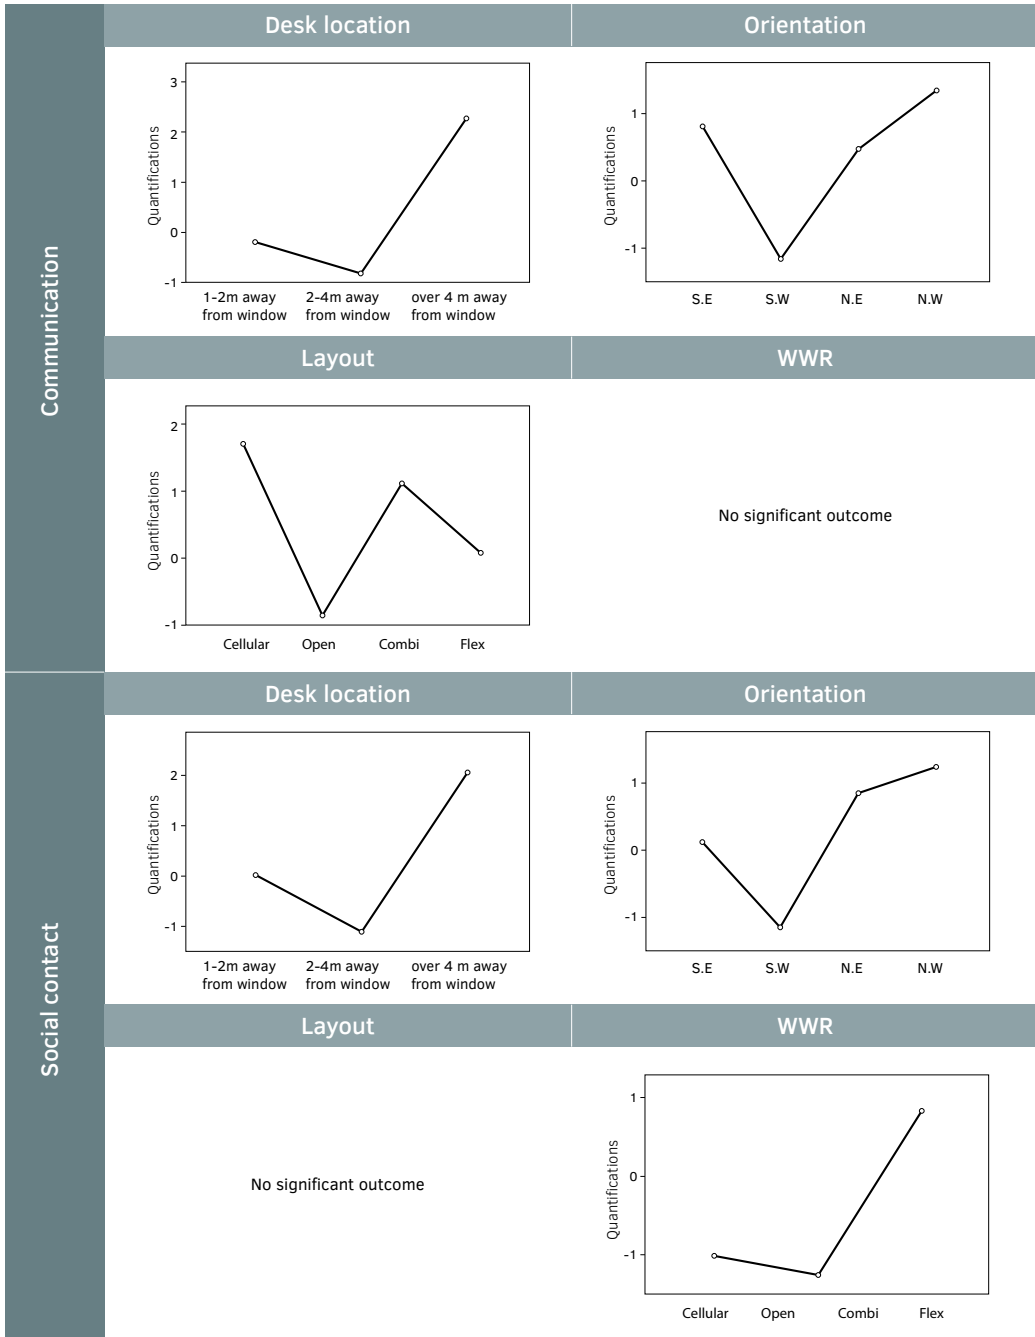 Communication
Desk location
Orientation
Quantifications
3
2
1
0
-1
1-2m away
from window
2-4m away
from window
over 4 m away
from window
Quantifications
1
0
-1
S.E
S.W
N.E
N.W
Layout
WWR
Quantifications
2
1
0
-1
Cellular
Open
Combi
Flex
No significant outcome
Social contact
Desk location
Orientation
Quantifications
2
1
0
-1
1-2m away
from window
2-4m away
from window
over 4 m away
from window
Quantifications
1
0
-1
S.E
S.W
N.E
N.W
Layout
WWR
No significant outcome
Quantifications
1
0
-1
Cellular
Open
Combi
Flex